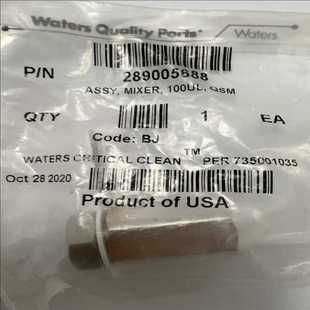 Waters Quality Parts
Waters
P/N 289005888
ASSY, MIXER, 100UL, QSM
QTY 1 EA
Code: BJ
WATERS CRITICAL CLEAN ™ PER 735001035
Oct 28 2020
Product of USA